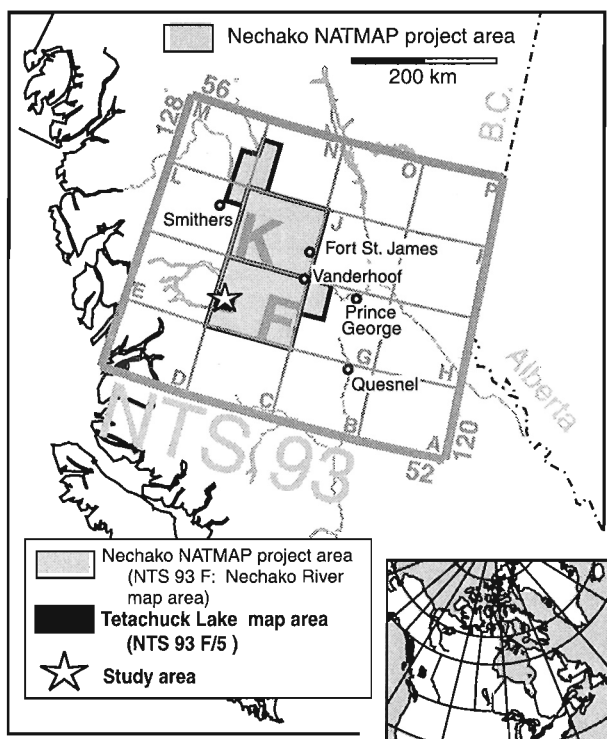 Nechako NATMAP project area
200 km
B.C.
56
128
M
N
O
P
L
Smithers
K
J
I
Fort St. James
Vanderhoof
E
F
Prince
George
G
H
Quesnel
Alberta
D
C
B
A
120
52
NTS 93
Nechako NATMAP project area
(NTS 93 F: Nechako River
map area)
Tetachuck Lake map area
(NTS 93 F/5 )
Study area